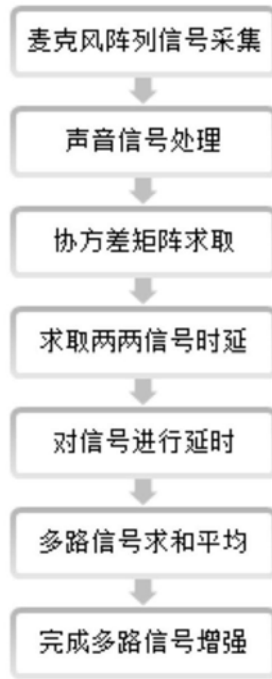 麦克风阵列信号采集
声音信号处理
协方差矩阵求取
求取两两信号时延
对信号进行延时
多路信号求和平均
完成多路信号增强